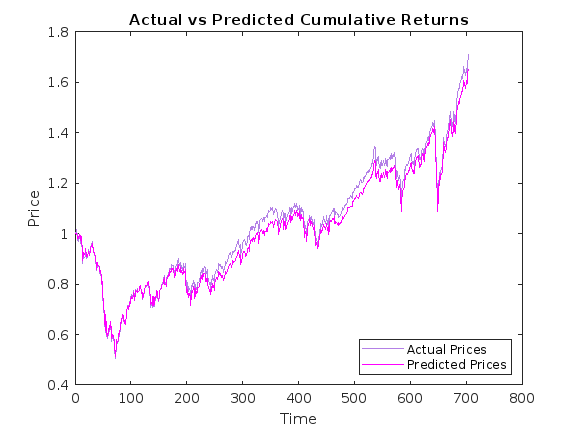 Actual vs Predicted Cumulative Returns
1.8
1.6
1.4
1.2
1
0.8
0.6
0.4
Price
0 100 200 300 400 500 600 700 800
Time
Actual Prices
Predicted Prices